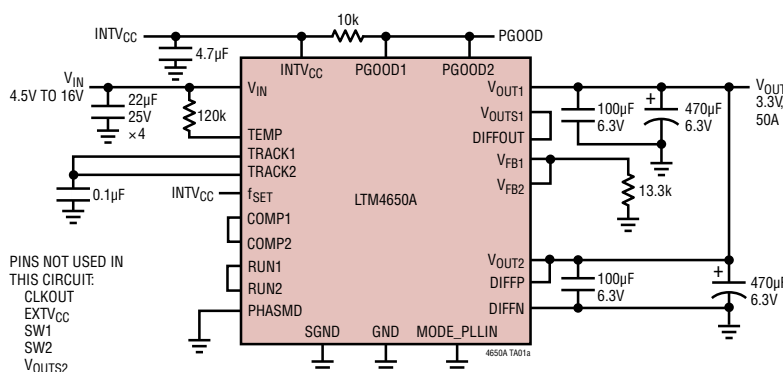 10k
INTVCC
PGOOD
4.7µF
VIN
4.5V TO 16V
22µF
25V
×4
120k
INTVCC PGOOD1 PGOOD2
VIN
TEMP
TRACK1
TRACK2
fSET
COMP1
COMP2
RUN1
RUN2
PHASMD
0.1µF
INTVCC
LTM4650A
SGND GND MODE_PLLIN
VOUT1
VOUTS1
DIFFOUT
VFB1
VFB2
VOUT2
DIFFP
DIFFN
100µF
6.3V
+
470µF
6.3V
VOUT
3.3V,
50A
13.3k
100µF
6.3V
+
470µF
6.3V
4650A TA01a
PINS NOT USED IN
THIS CIRCUIT:
CLKOUT
EXTVCC
SW1
SW2
VOUTS2